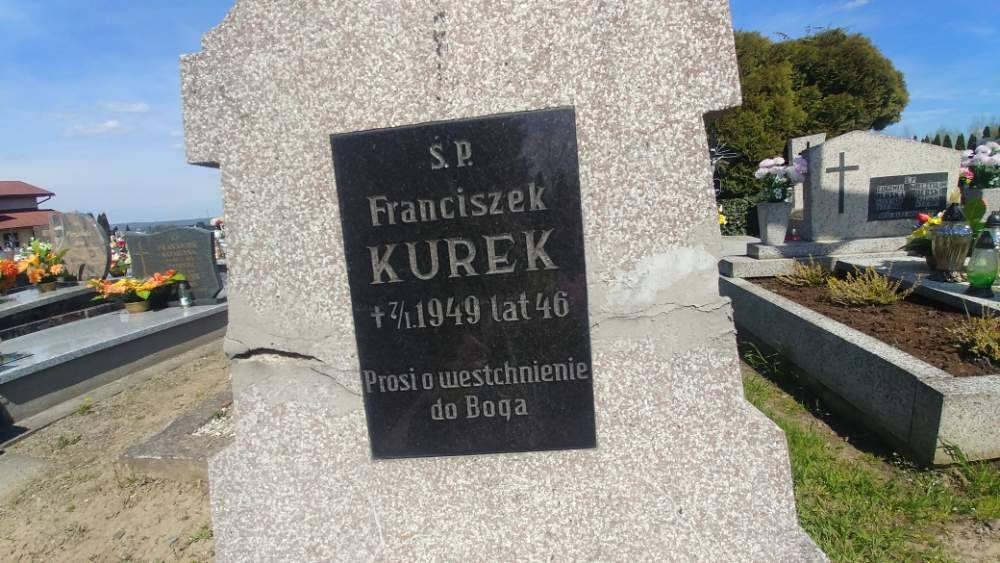 Ś.P.
Franciszek
KUREK
✝ 7/I.1949 lat 46
Prosi o westchnienie
do Boga